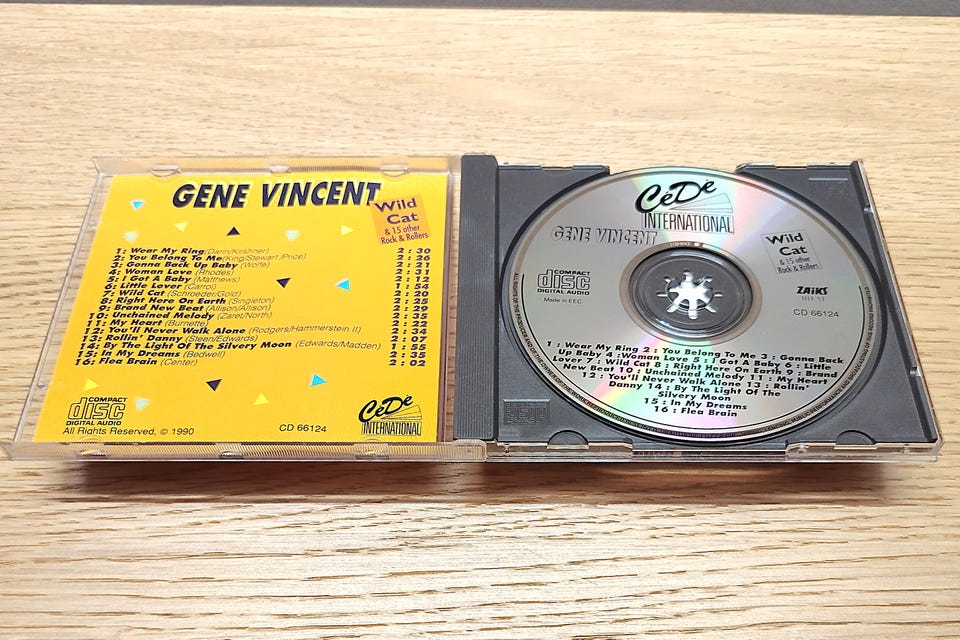 GENE VINCENT
Wild
Cat
& 15 other
Rock & Rollers
1: Wear My Ring (Darin/Kirshner) 2 : 30
2: You Belong To Me (King/Stewart/Price) 2 : 26
3: Gonna Back Up Baby (Wolfe) 2 : 21
4: Woman Love (Rhodes) 2 : 31
5: I Got A Baby (Matthews) 2 : 12
6: Little Lover (Carrol) 1 : 54
7: Wild Cat (Schroeder/Gold) 2 : 20
8: Right Here On Earth (Singleton) 2 : 25
9: Brand New Beat (Allison/Allison) 2 : 29
10: Unchained Melody (Zaret/North) 2 : 35
11: My Heart (Burnette) 2 : 22
12: You'll Never Walk Alone (Rodgers/Hammerstein II) 2 : 34
13: Rollin' Danny (Steen/Edwards) 2 : 07
14: By The Light Of The Silvery Moon (Edwards/Madden) 1 : 55
15: In My Dreams (Bedwell) 2 : 35
16: Flea Brain (Center) 2 : 02
COMPACT
disc
DIGITAL AUDIO
All Rights Reserved, © 1990
CD 66124
CéDé
INTERNATIONAL
CéDé
INTERNATIONAL
GENE VINCENT
Wild
Cat
& 15 other
Rock & Rollers
COMPACT
disc
DIGITAL AUDIO
Made in EEC
ZAiKS
BIEM
CD 66124
1 : Wear My Ring 2 : You Belong To Me 3 : Gonna Back
Up Baby 4 : Woman Love 5 : I Got A Baby 6 : Little
Lover 7 : Wild Cat 8 : Right Here On Earth 9 : Brand
New Beat 10 : Unchained Melody 11 : My Heart
12 : You'll Never Walk Alone 13 : Rollin'
Danny 14 : By The Light Of The
Silvery Moon
15 : In My Dreams
16 : Flea Brain